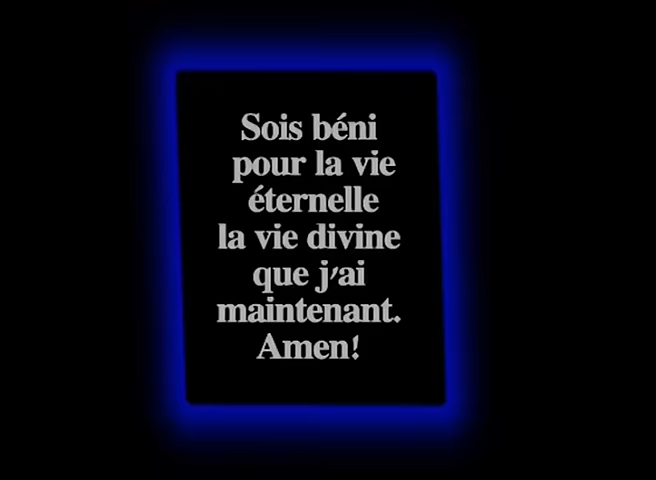 Sois béni
pour la vie
éternelle
la vie divine
que j'ai
maintenant.
Amen!